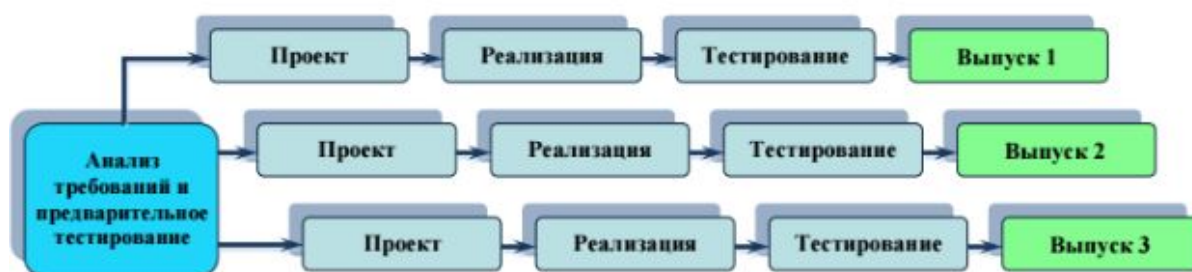 Проект
Реализация
Тестирование
Выпуск 1
Анализ
требований и
предварительное
тестирование
Проект
Реализация
Тестирование
Выпуск 2
Проект
Реализация
Тестирование
Выпуск 3